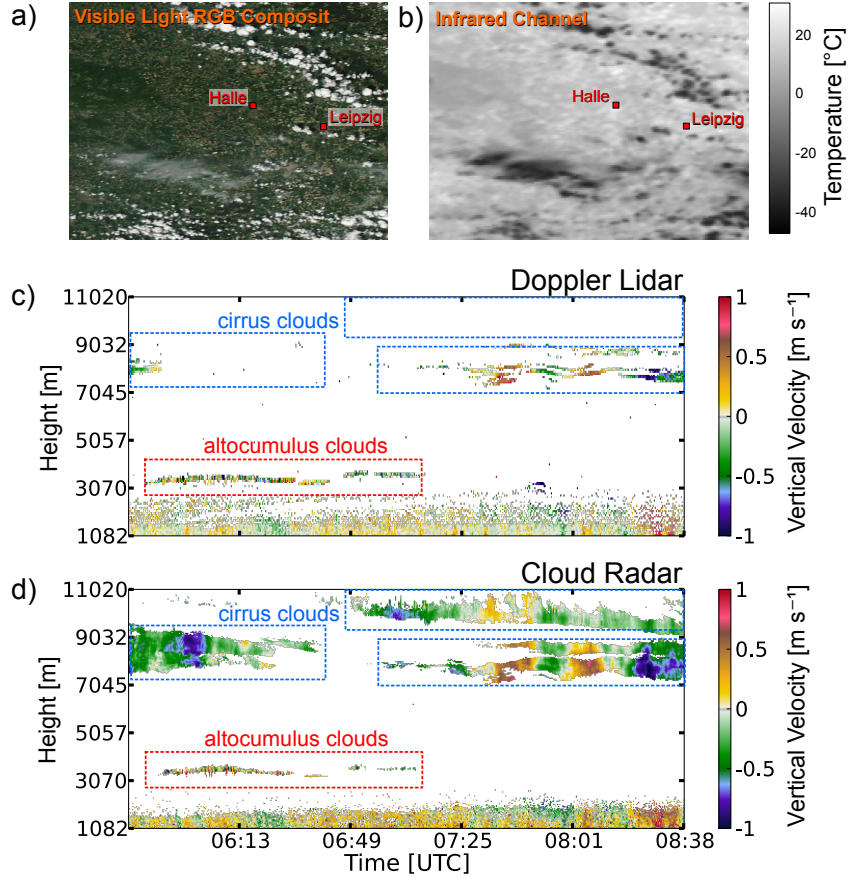 a)
Visible Light RGB Composit
Halle
Leipzig
b)
Infrared Channel
Halle
Leipzig
20
0
-20
-40
Temperature [°C]
c)
Doppler Lidar
11020
9032
7045
5057
3070
1082
Height [m]
cirrus clouds
altocumulus clouds
1
0.5
0
-0.5
-1
Vertical Velocity [m s⁻¹]
d)
Cloud Radar
11020
9032
7045
5057
3070
1082
Height [m]
cirrus clouds
altocumulus clouds
1
0.5
0
-0.5
-1
Vertical Velocity [m s⁻¹]
06:13 06:49 07:25 08:01 08:38
Time [UTC]